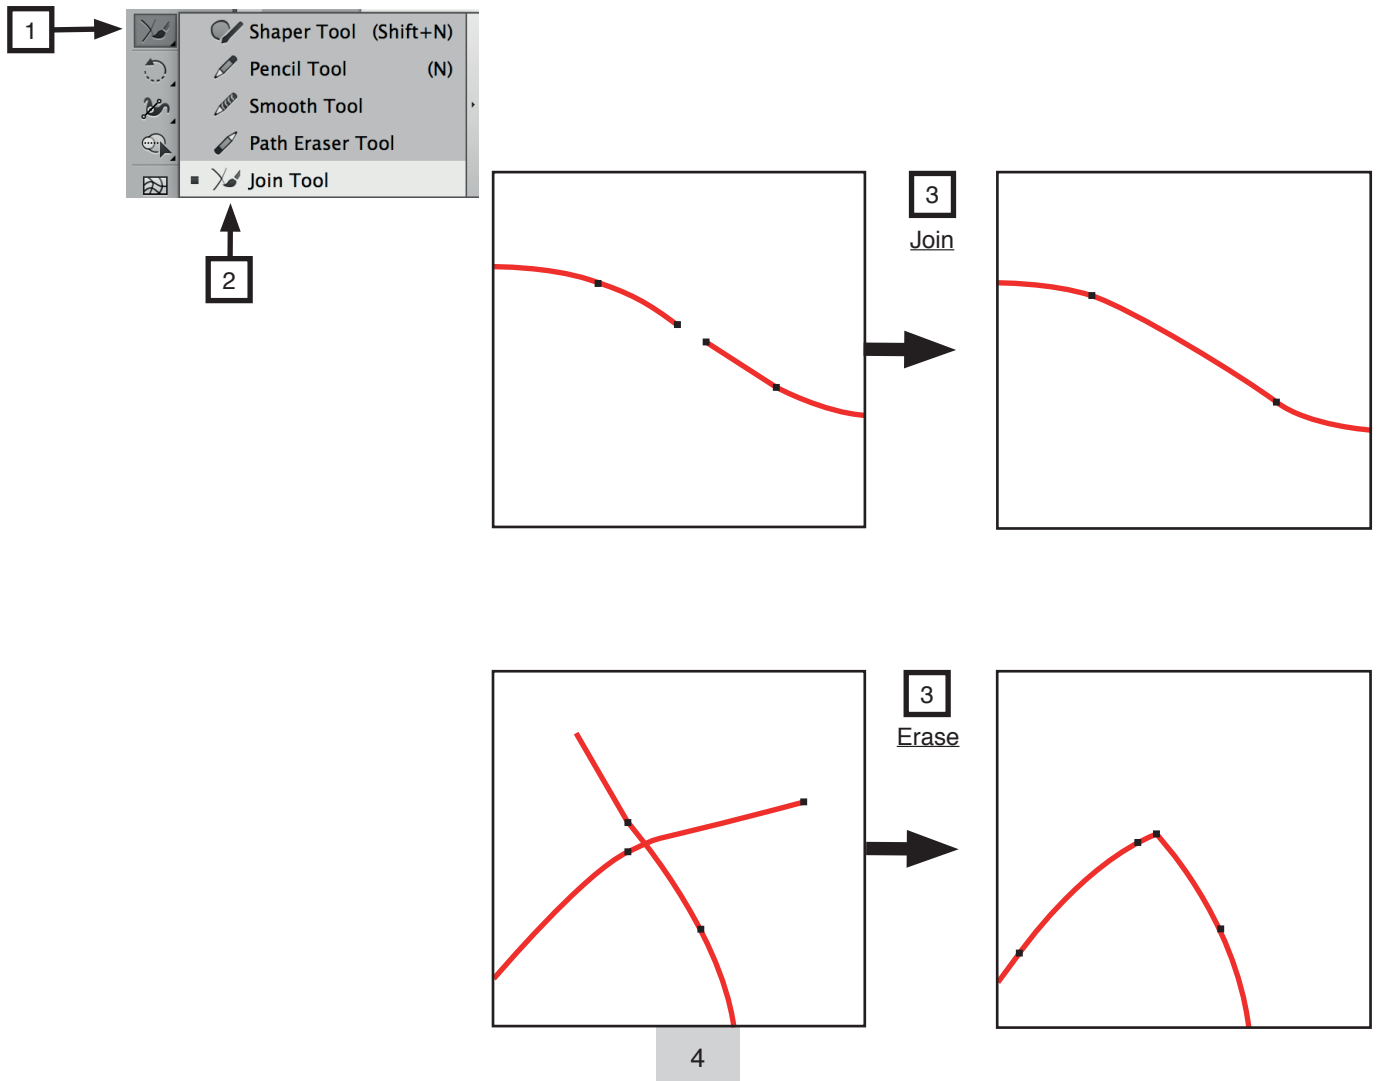 1
Shaper Tool (Shift+N)
Pencil Tool (N)
Smooth Tool
Path Eraser Tool
Join Tool
2
3
Join
3
Erase
4